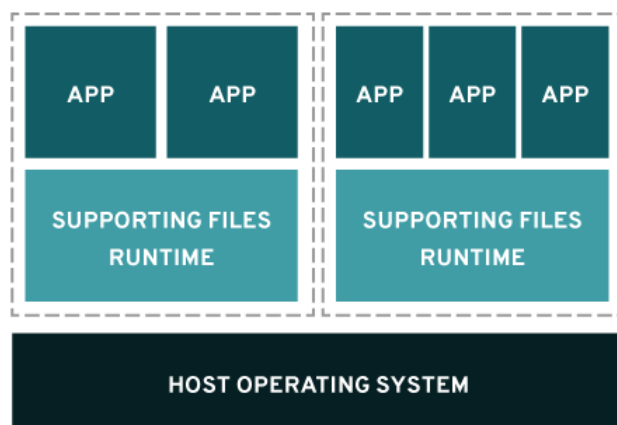 APP
APP
APP
APP
APP
SUPPORTING FILES
RUNTIME
SUPPORTING FILES
RUNTIME
HOST OPERATING SYSTEM